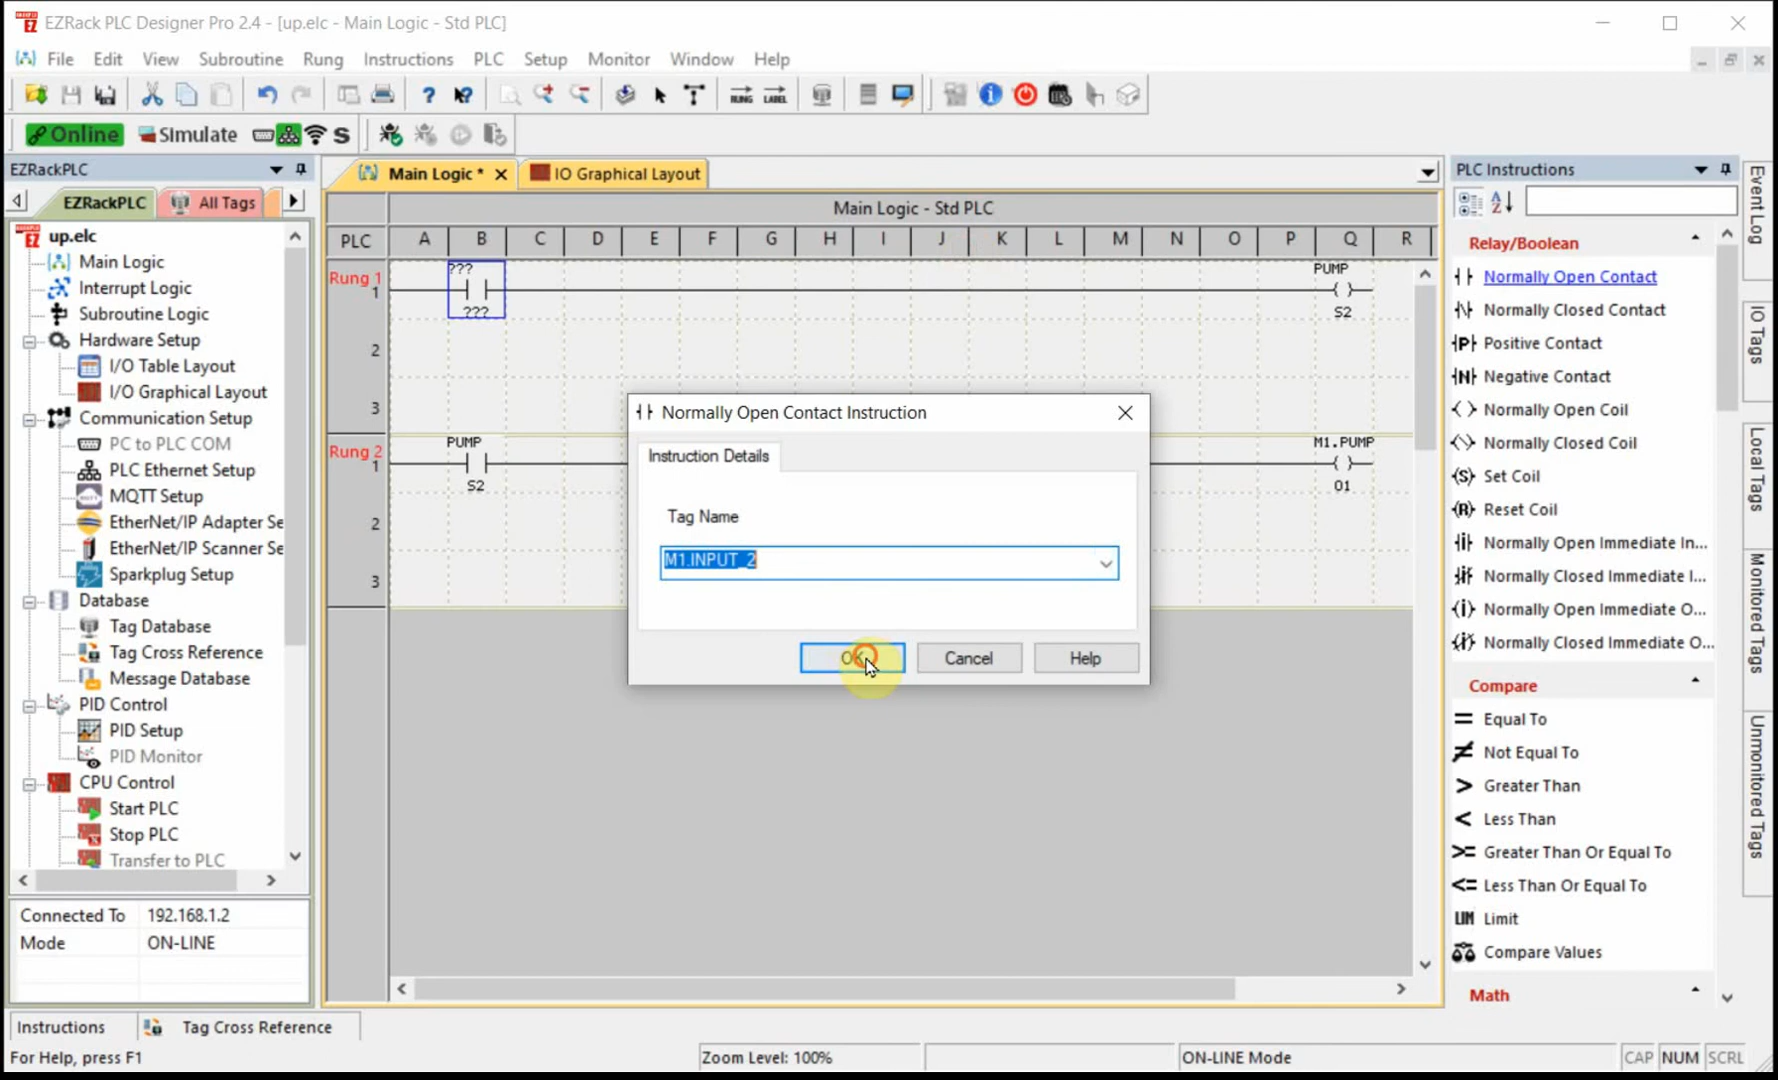 EZRack PLC Designer Pro 2.4 - [up.elc - Main Logic - Std PLC]
File Edit View Subroutine Rung Instructions PLC Setup Monitor Window Help
RUNG LABEL
Online Simulate S
EZRackPLC
EZRackPLC All Tags
up.elc
Main Logic
Interrupt Logic
Subroutine Logic
Hardware Setup
I/O Table Layout
I/O Graphical Layout
Communication Setup
PC to PLC COM
PLC Ethernet Setup
MQTT Setup
EtherNet/IP Adapter Se
EtherNet/IP Scanner Se
Sparkplug Setup
Database
Tag Database
Tag Cross Reference
Message Database
PID Control
PID Setup
PID Monitor
CPU Control
Start PLC
Stop PLC
Transfer to PLC
Connected To 192.168.1.2
Mode ON-LINE
Main Logic * IO Graphical Layout
Main Logic - Std PLC
PLC A B C D E F G H I J K L M N O P Q R
Rung 1
1
2
3
??? PUMP
??? S2
Rung 2
1
2
3
PUMP M1.PUMP
S2 O1
Normally Open Contact Instruction
Instruction Details
Tag Name
M1.INPUT_2
OK Cancel Help
PLC Instructions
Relay/Boolean
Normally Open Contact
Normally Closed Contact
Positive Contact
Negative Contact
Normally Open Coil
Normally Closed Coil
Set Coil
Reset Coil
Normally Open Immediate In...
Normally Closed Immediate I...
Normally Open Immediate O...
Normally Closed Immediate O...
Compare
= Equal To
≠ Not Equal To
> Greater Than
< Less Than
>= Greater Than Or Equal To
<= Less Than Or Equal To
LIM Limit
Compare Values
Math
Event Log
IO Tags
Local Tags
Monitored Tags
Unmonitored Tags
Instructions Tag Cross Reference
For Help, press F1 Zoom Level: 100% ON-LINE Mode CAP NUM SCRL